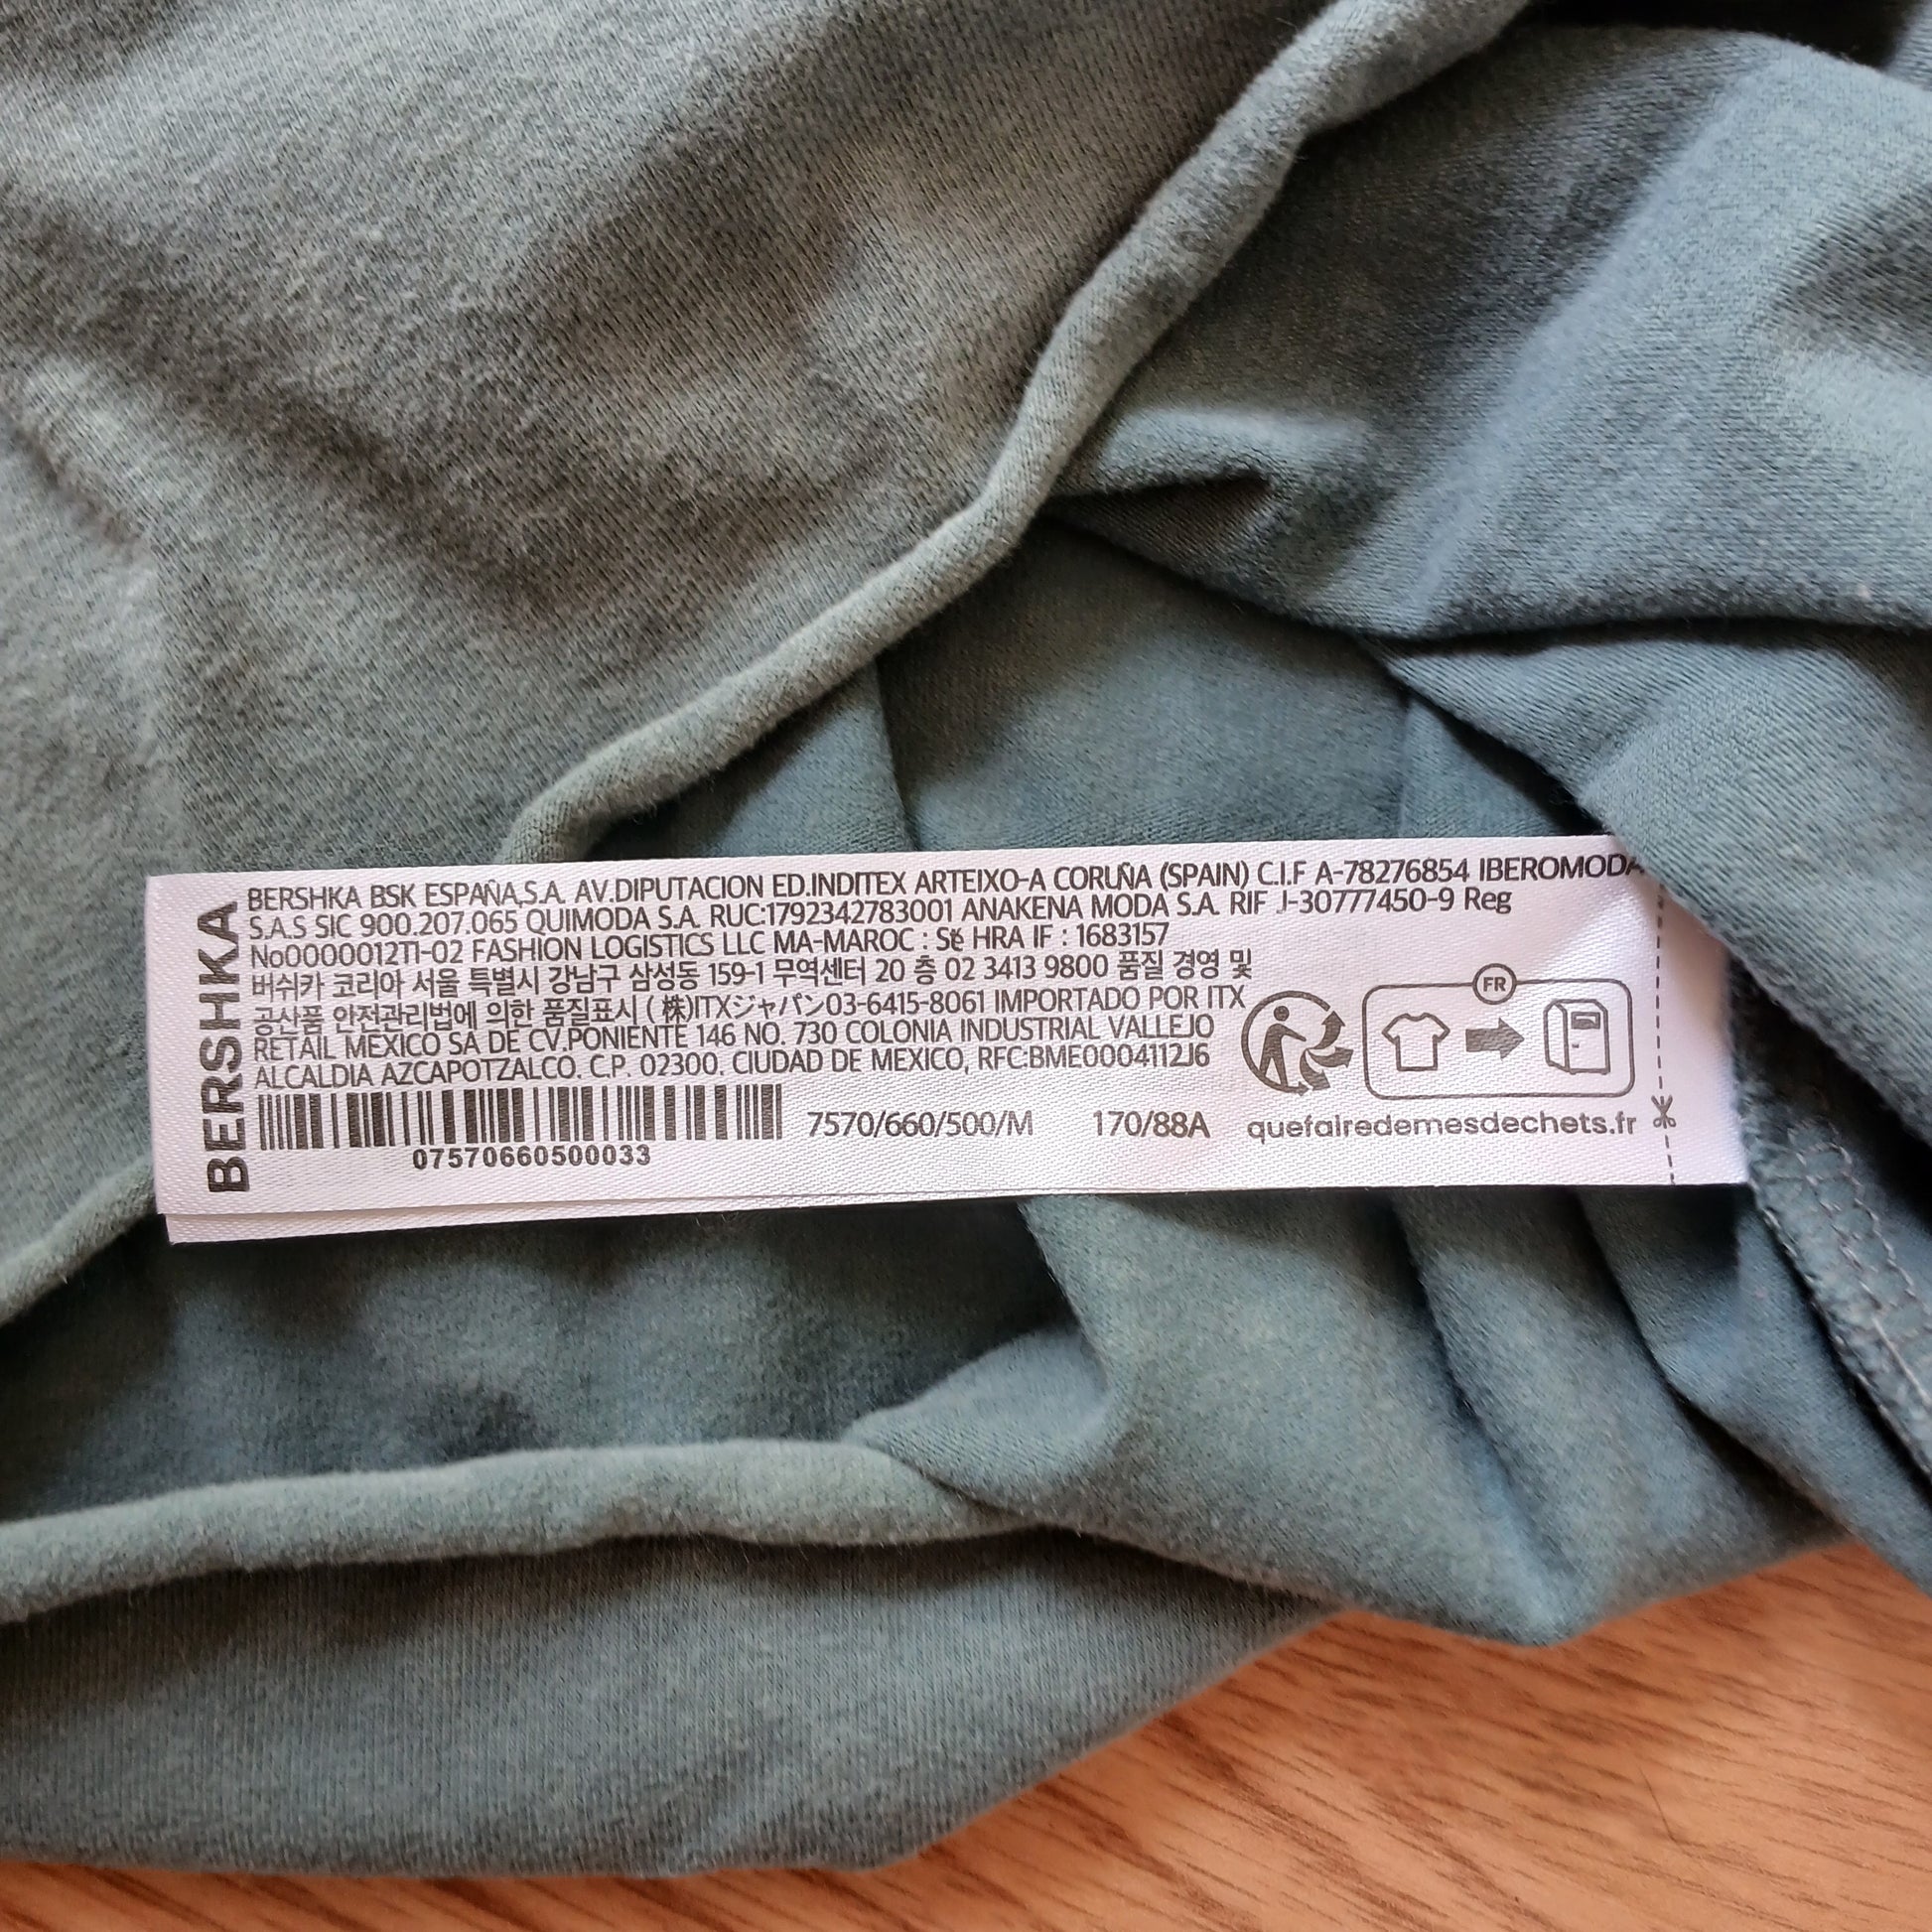 BERSHKA
BERSHKA BSK ESPAÑA,S.A. AV.DIPUTACION ED.INDITEX ARTEIXO-A CORUÑA (SPAIN) C.I.F A-78276854 IBEROMODA
S.A.S SIC 900.207.065 QUIMODA S.A. RUC:1792342783001 ANAKENA MODA S.A. RIF J-30777450-9 Reg
No0000012TI-02 FASHION LOGISTICS LLC MA-MAROC : Sě HRA IF : 1683157
버쉬카 코리아 서울 특별시 강남구 삼성동 159-1 무역센터 20 층 02 3413 9800 품질 경영 및
공산품 안전관리법에 의한 품질표시 ( 株)ITXジャパン03-6415-8061 IMPORTADO POR ITX
RETAIL MEXICO SA DE CV.PONIENTE 146 NO. 730 COLONIA INDUSTRIAL VALLEJO
ALCALDIA AZCAPOTZALCO. C.P. 02300. CIUDAD DE MEXICO, RFC:BME0004112J6
FR
7570/660/500/M 170/88A quefairedemesdechets.fr
07570660500033